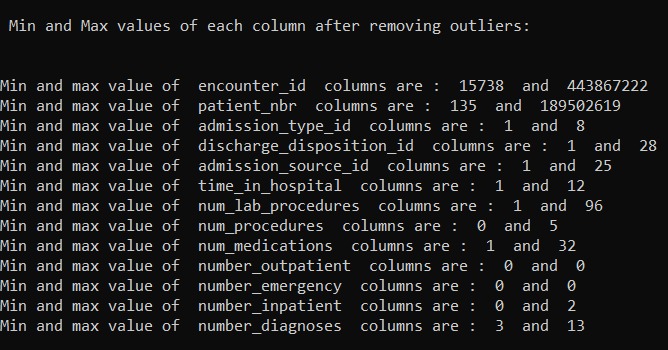 Min and Max values of each column after removing outliers:
Min and max value of  encounter_id  columns are :  15738  and  443867222
Min and max value of  patient_nbr  columns are :  135  and  189502619
Min and max value of  admission_type_id  columns are :  1  and  8
Min and max value of  discharge_disposition_id  columns are :  1  and  28
Min and max value of  admission_source_id  columns are :  1  and  25
Min and max value of  time_in_hospital  columns are :  1  and  12
Min and max value of  num_lab_procedures  columns are :  1  and  96
Min and max value of  num_procedures  columns are :  0  and  5
Min and max value of  num_medications  columns are :  1  and  32
Min and max value of  number_outpatient  columns are :  0  and  0
Min and max value of  number_emergency  columns are :  0  and  0
Min and max value of  number_inpatient  columns are :  0  and  2
Min and max value of  number_diagnoses  columns are :  3  and  13